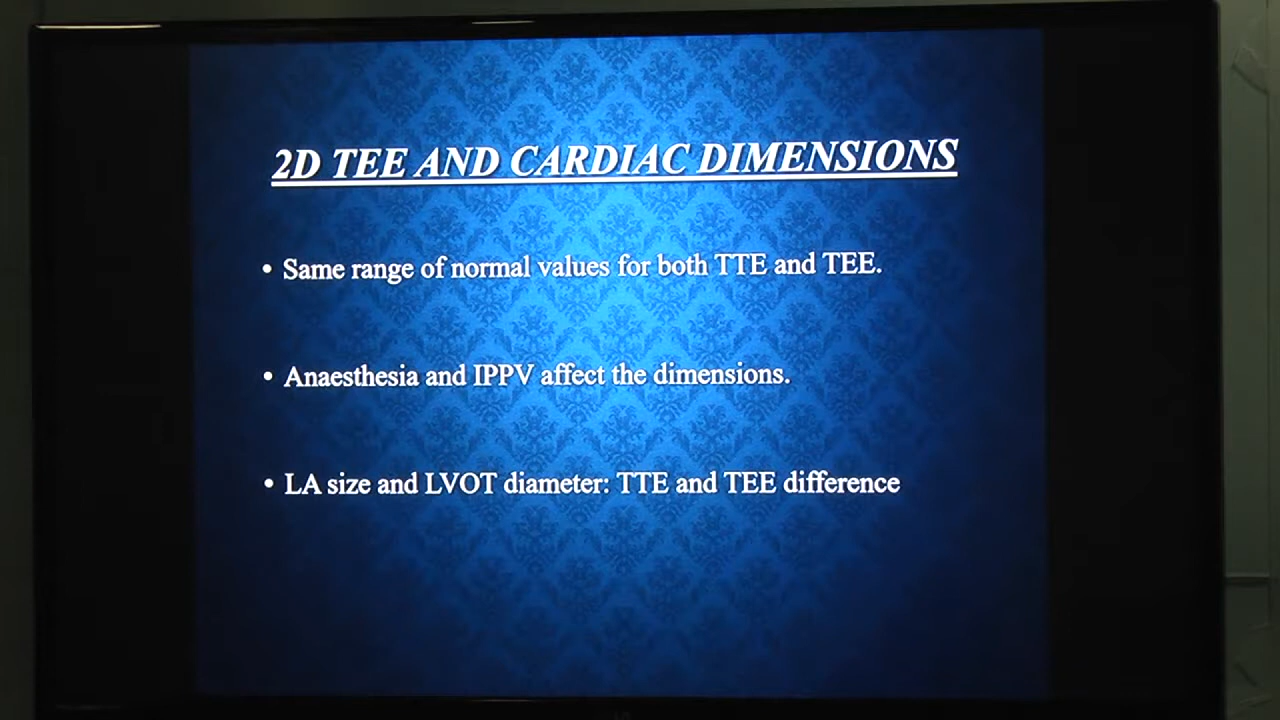 2D TEE AND CARDIAC DIMENSIONS
• Same range of normal values for both TTE and TEE.
• Anaesthesia and IPPV affect the dimensions.
• LA size and LVOT diameter: TTE and TEE difference